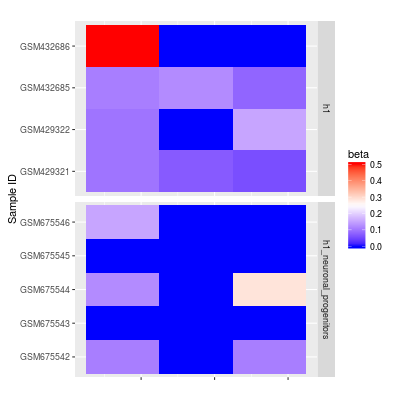 Sample ID
GSM432686
GSM432685
GSM429322
GSM429321
h1
GSM675546
GSM675545
GSM675544
GSM675543
GSM675542
h1_neuronal_progenitors
beta
0.5
0.4
0.3
0.2
0.1
0.0